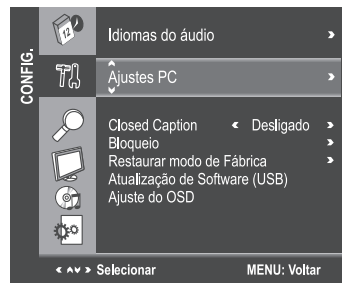 CONFIG.
12
Idiomas do áudio
Ajustes PC
Closed Caption Desligado
Bloqueio
Restaurar modo de Fábrica
Atualização de Software (USB)
Ajuste do OSD
Selecionar MENU: Voltar